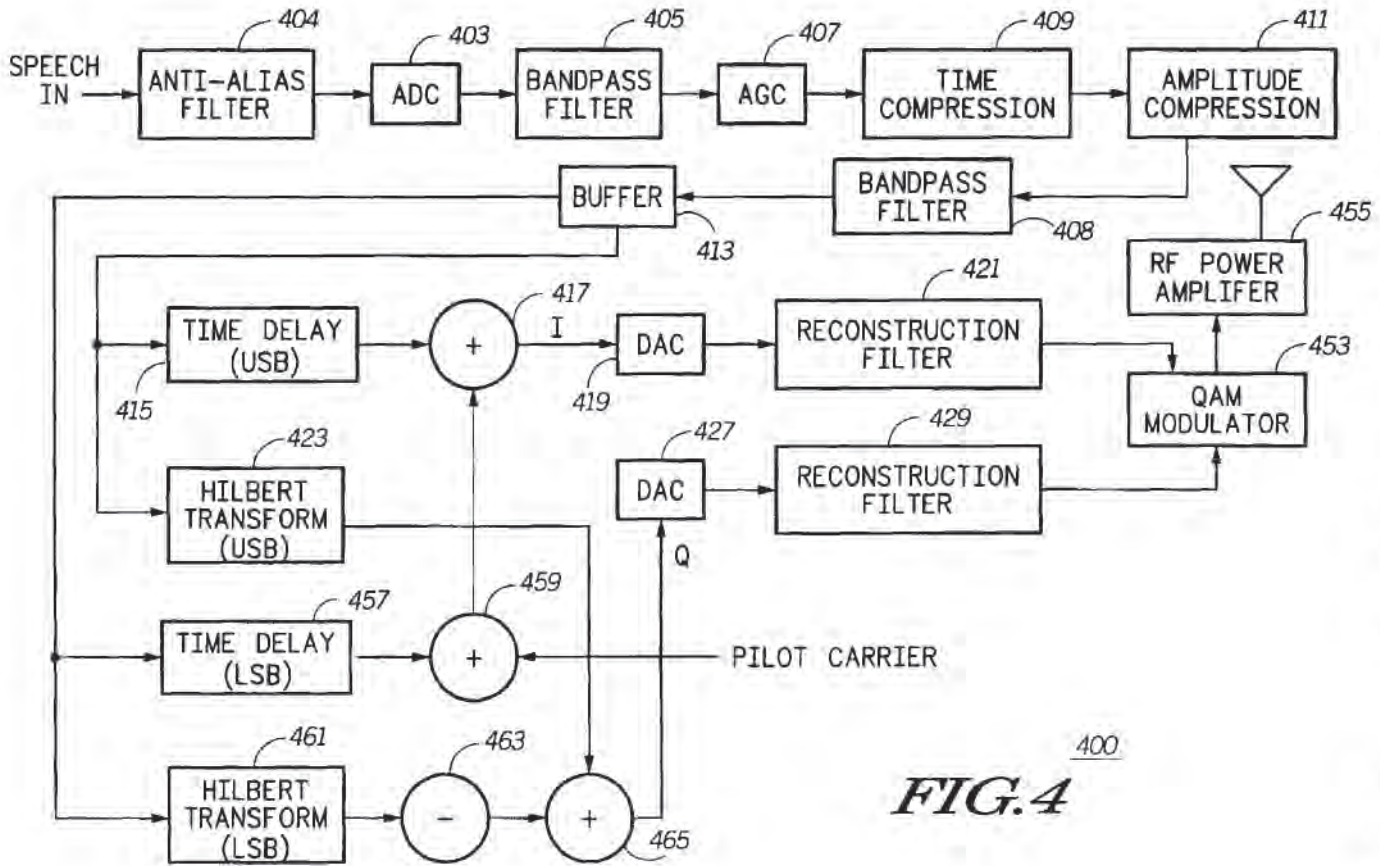 404
403
405
407
409
411
SPEECH
IN
ANTI-ALIAS
FILTER
ADC
BANDPASS
FILTER
AGC
TIME
COMPRESSION
AMPLITUDE
COMPRESSION
BUFFER
413
BANDPASS
FILTER
408
455
RF POWER
AMPLIFER
TIME DELAY
(USB)
415
417
+
I
DAC
419
421
RECONSTRUCTION
FILTER
453
QAM
MODULATOR
423
HILBERT
TRANSFORM
(USB)
427
DAC
Q
429
RECONSTRUCTION
FILTER
457
TIME DELAY
(LSB)
459
+
PILOT CARRIER
461
HILBERT
TRANSFORM
(LSB)
463
-
+
465
400
FIG.4